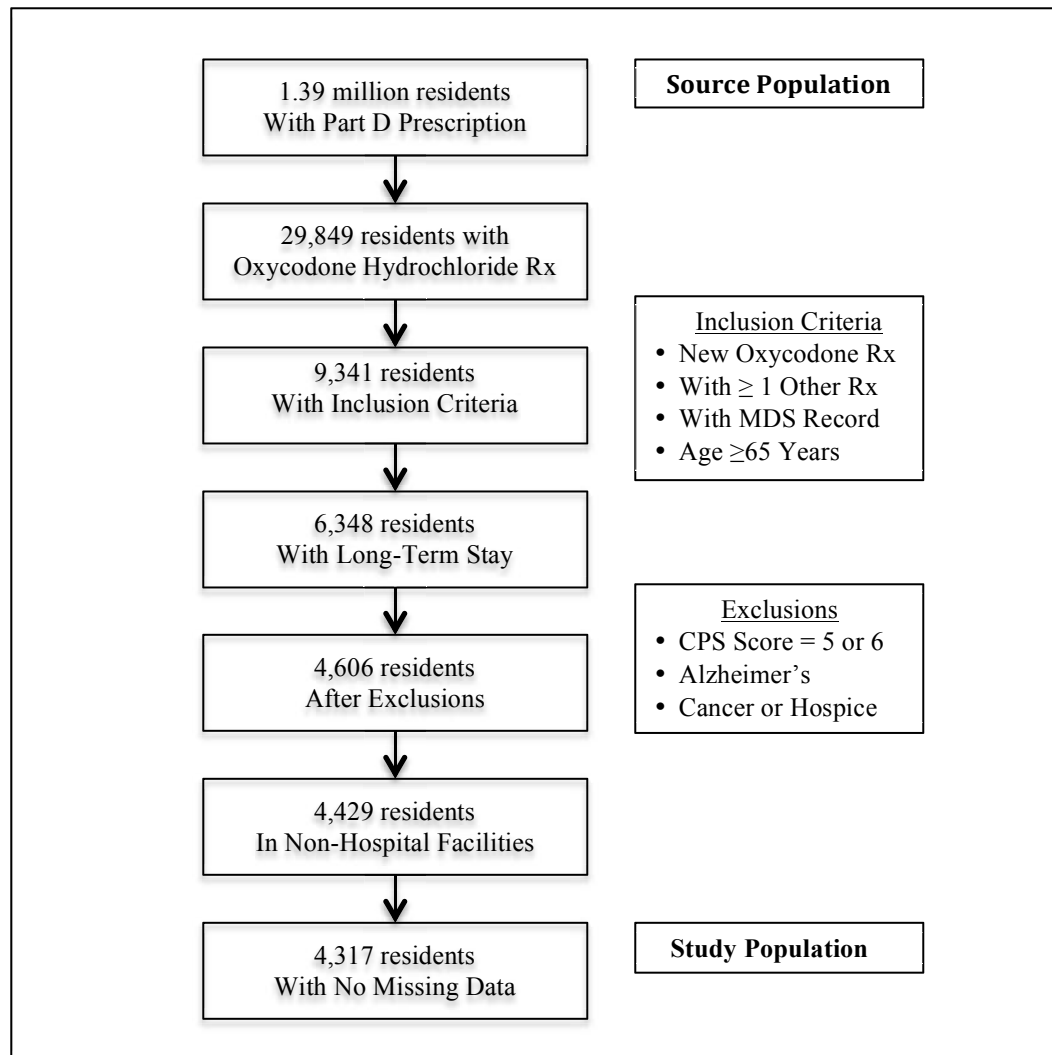 1.39 million residents
With Part D Prescription
Source Population
29,849 residents with
Oxycodone Hydrochloride Rx
9,341 residents
With Inclusion Criteria
Inclusion Criteria
• New Oxycodone Rx
• With ≥ 1 Other Rx
• With MDS Record
• Age ≥65 Years
6,348 residents
With Long-Term Stay
4,606 residents
After Exclusions
Exclusions
• CPS Score = 5 or 6
• Alzheimer’s
• Cancer or Hospice
4,429 residents
In Non-Hospital Facilities
4,317 residents
With No Missing Data
Study Population